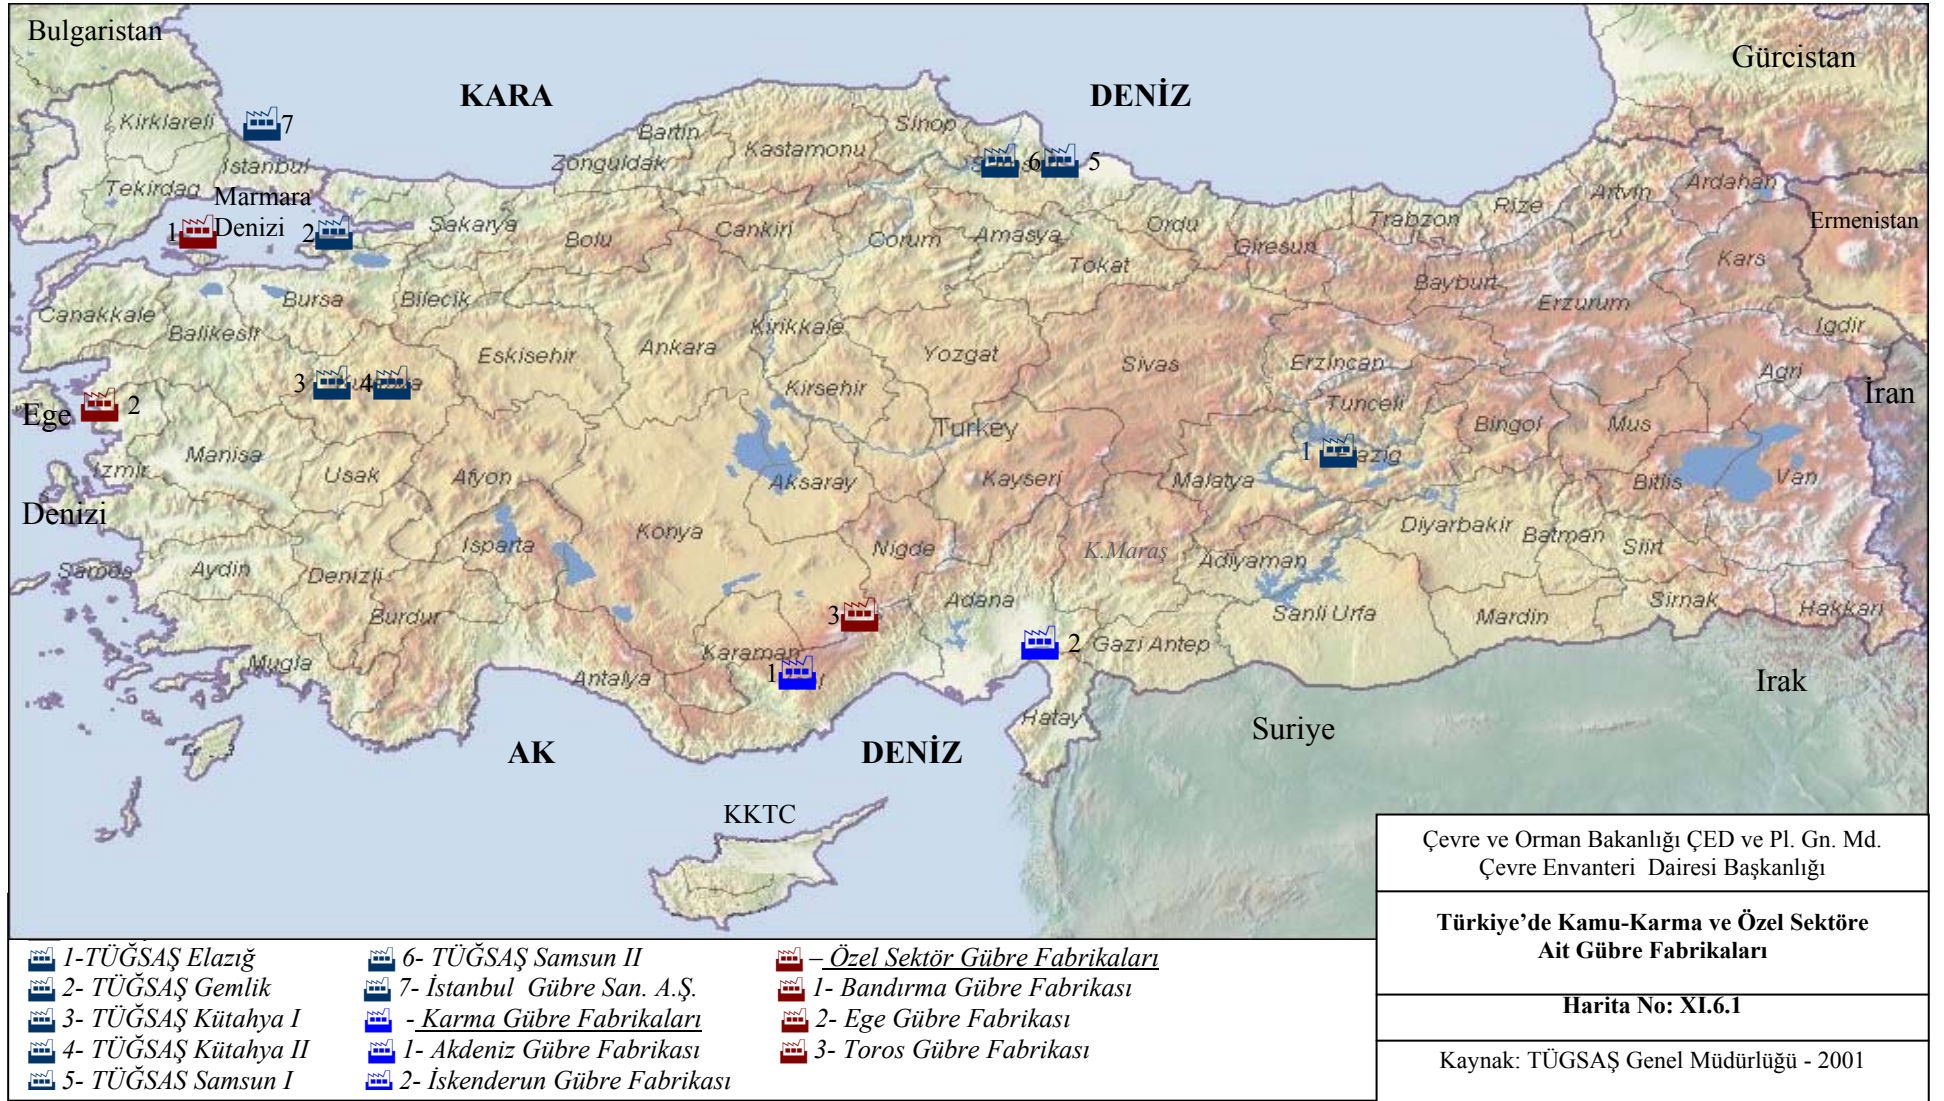 Bulgaristan
Gürcistan
KARA
DENİZ
Kirklareli
7
Bartin
Sinop
Kastamonu
Istanbul
Zonguldak
6
5
Tekirdag
Marmara
Denizi
1
2
Sakarya
Bolu
Cankiri
Corum
Amasya
Ordu
Giresun
Trabzon
Rize
Artvin
Ardahan
Ermenistan
Tokat
Kars
Bayburt
Erzurum
Igdir
Canakkale
Balikesir
Bursa
Bilecik
Kirikkale
Eskisehir
Ankara
Yozgat
Sivas
Erzincan
Agri
İran
3
4
Kirsehir
Tunceli
Ege
2
Turkey
Bingol
Mus
Izmir
Manisa
Usak
Afyon
Aksaray
Kayseri
Malatya
1
Elazig
Bitlis
Van
Denizi
Konya
Isparta
Nigde
K.Maraş
Adiyaman
Diyarbakir
Batman
Siirt
Samos
Aydin
Denizli
Burdur
3
Adana
Sanli Urfa
Mardin
Sirnak
Hakkari
Mugla
Antalya
Karaman
1
2
Gazi Antep
Irak
Hatay
Suriye
AK
DENİZ
KKTC
Çevre ve Orman Bakanlığı ÇED ve Pl. Gn. Md.
Çevre Envanteri Dairesi Başkanlığı
Türkiye’de Kamu-Karma ve Özel Sektöre
Ait Gübre Fabrikaları
Harita No: XI.6.1
Kaynak: TÜGSAŞ Genel Müdürlüğü - 2001
1-TÜĞSAŞ Elazığ
2- TÜĞSAŞ Gemlik
3- TÜĞSAŞ Kütahya I
4- TÜĞSAŞ Kütahya II
5- TÜĞSAS Samsun I
6- TÜĞSAŞ Samsun II
7- İstanbul Gübre San. A.Ş.
- Karma Gübre Fabrikaları
1- Akdeniz Gübre Fabrikası
2- İskenderun Gübre Fabrikası
– Özel Sektör Gübre Fabrikaları
1- Bandırma Gübre Fabrikası
2- Ege Gübre Fabrikası
3- Toros Gübre Fabrikası